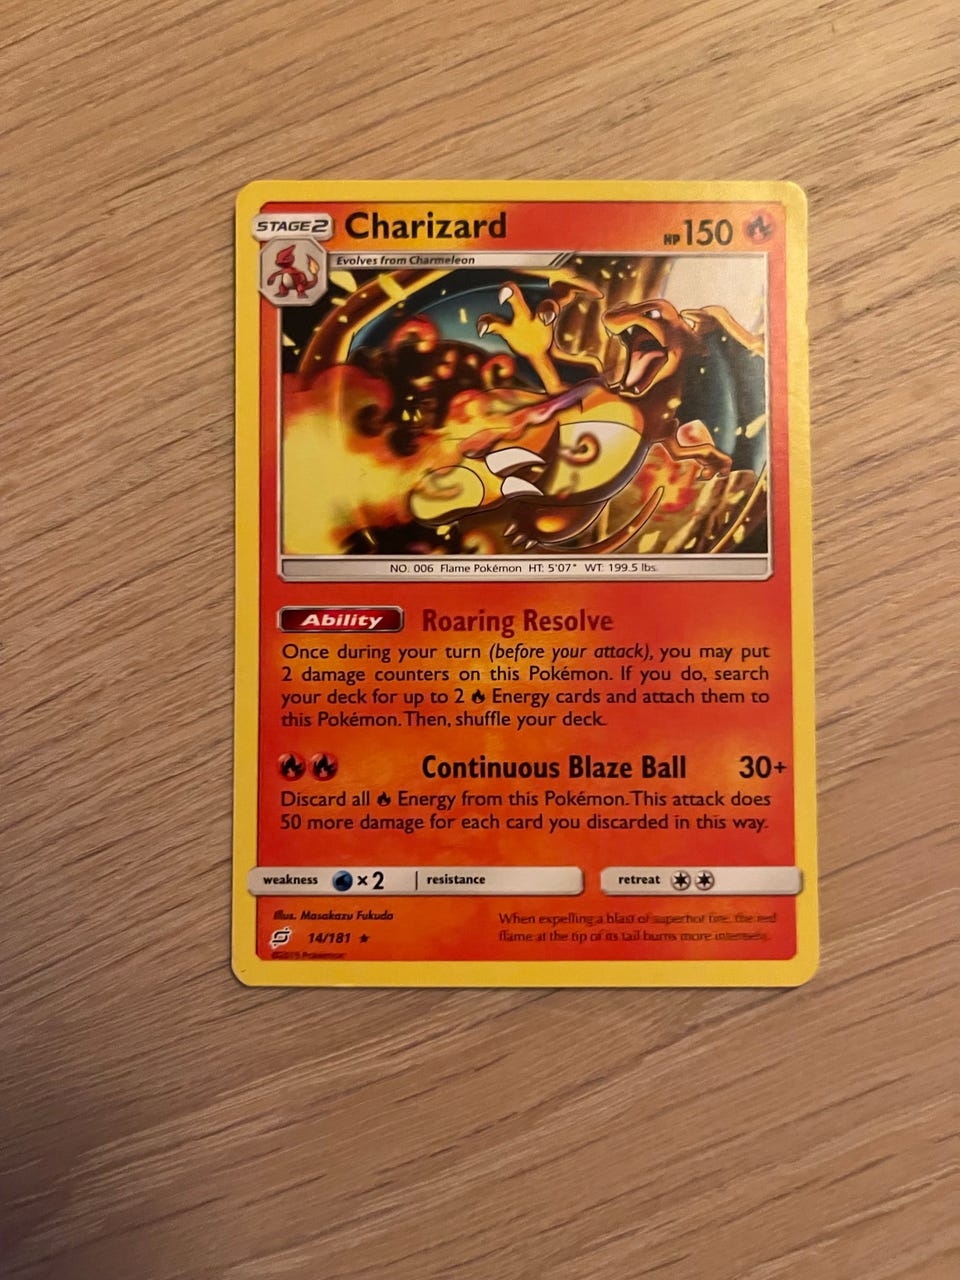 STAGE2 Charizard HP150
Evolves from Charmeleon
NO. 006 Flame Pokémon HT: 5'07" WT: 199.5 lbs.
Ability Roaring Resolve
Once during your turn (before your attack), you may put
2 damage counters on this Pokémon. If you do, search
your deck for up to 2 Energy cards and attach them to
this Pokémon. Then, shuffle your deck.
Continuous Blaze Ball 30+
Discard all Energy from this Pokémon. This attack does
50 more damage for each card you discarded in this way.
weakness ×2 resistance retreat
Illus. Masakazu Fukuda
14/181
©2019 Pokémon
When expelling a blast of superhot fire, the red
flame at the tip of its tail burns more intensely.